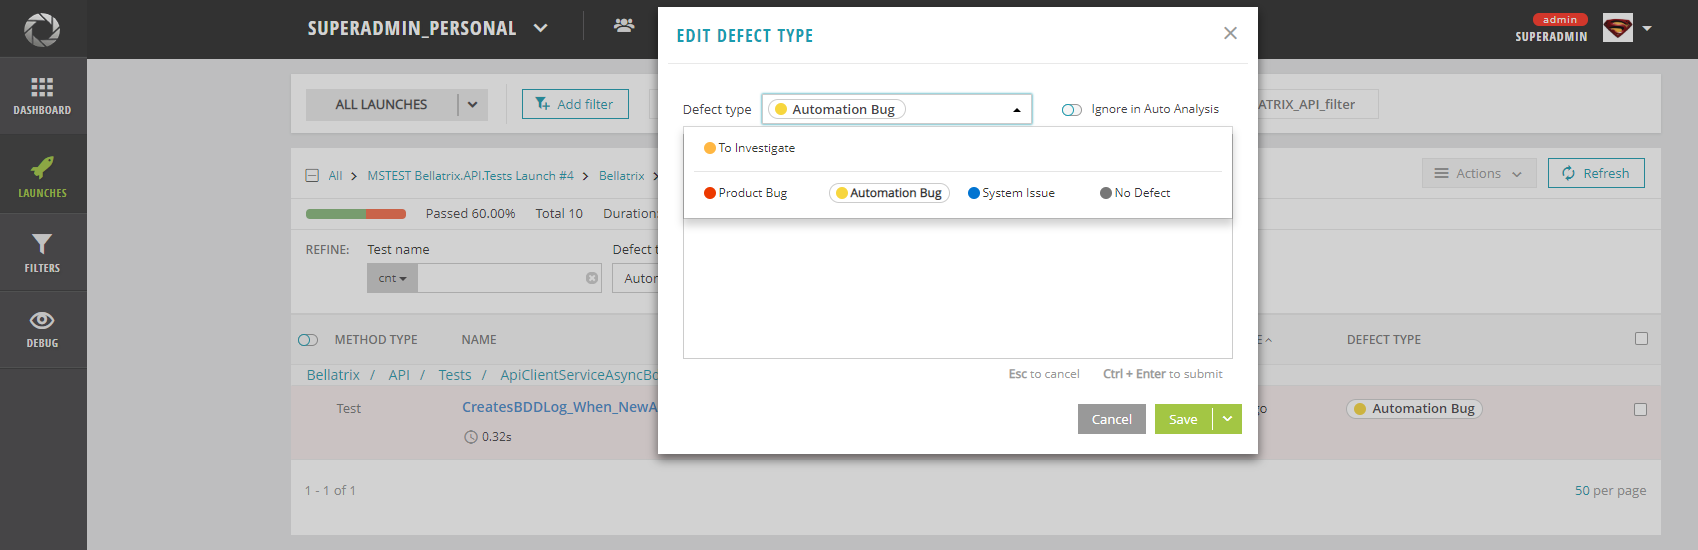 SUPERADMIN_PERSONAL
admin
SUPERADMIN
DASHBOARD
LAUNCHES
FILTERS
DEBUG
ALL LAUNCHES
Add filter
ATRIX_API_filter
All > MSTEST Bellatrix.API.Tests Launch #4 > Bellatrix >
Actions
Refresh
Passed 60.00% Total 10 Duration:
REFINE: Test name Defect t
cnt
Autor
METHOD TYPE NAME
E DEFECT TYPE
Bellatrix / API / Tests / ApiClientServiceAsyncBo
Test CreatesBDDLog_When_NewA
go Automation Bug
0.32s
1 - 1 of 1
50 per page
EDIT DEFECT TYPE
Defect type Automation Bug Ignore in Auto Analysis
To Investigate
Product Bug Automation Bug System Issue No Defect
Esc to cancel Ctrl + Enter to submit
Cancel Save